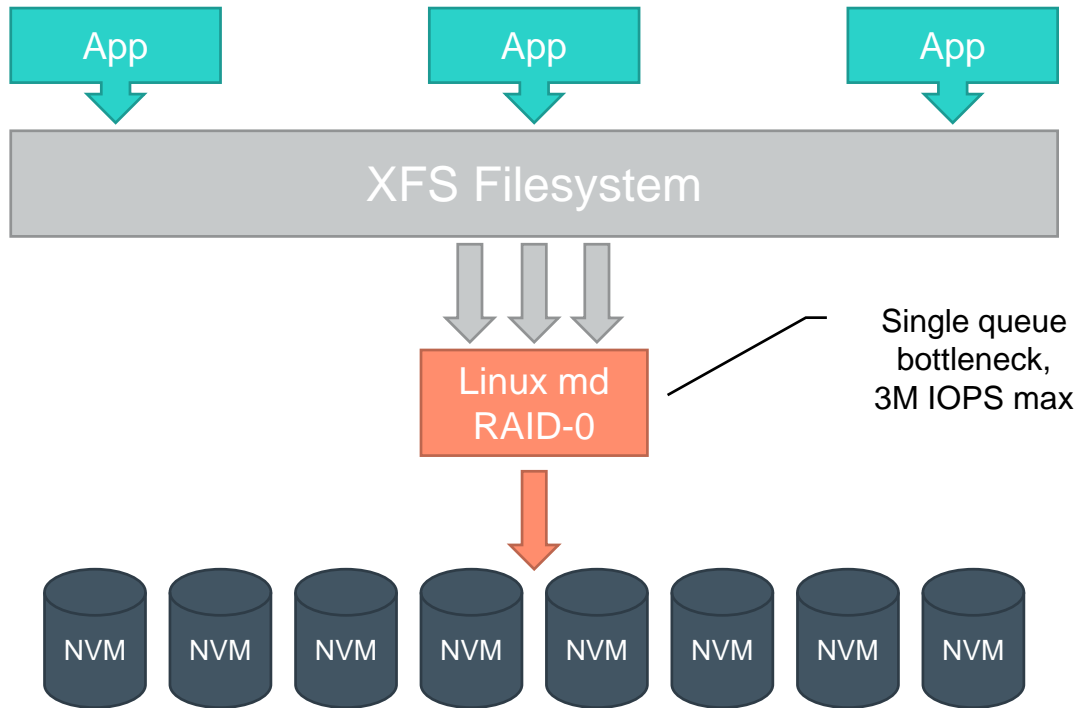 App
App
App
XFS Filesystem
Single queue
bottleneck,
3M IOPS max
Linux md
RAID-0
NVM
NVM
NVM
NVM
NVM
NVM
NVM
NVM